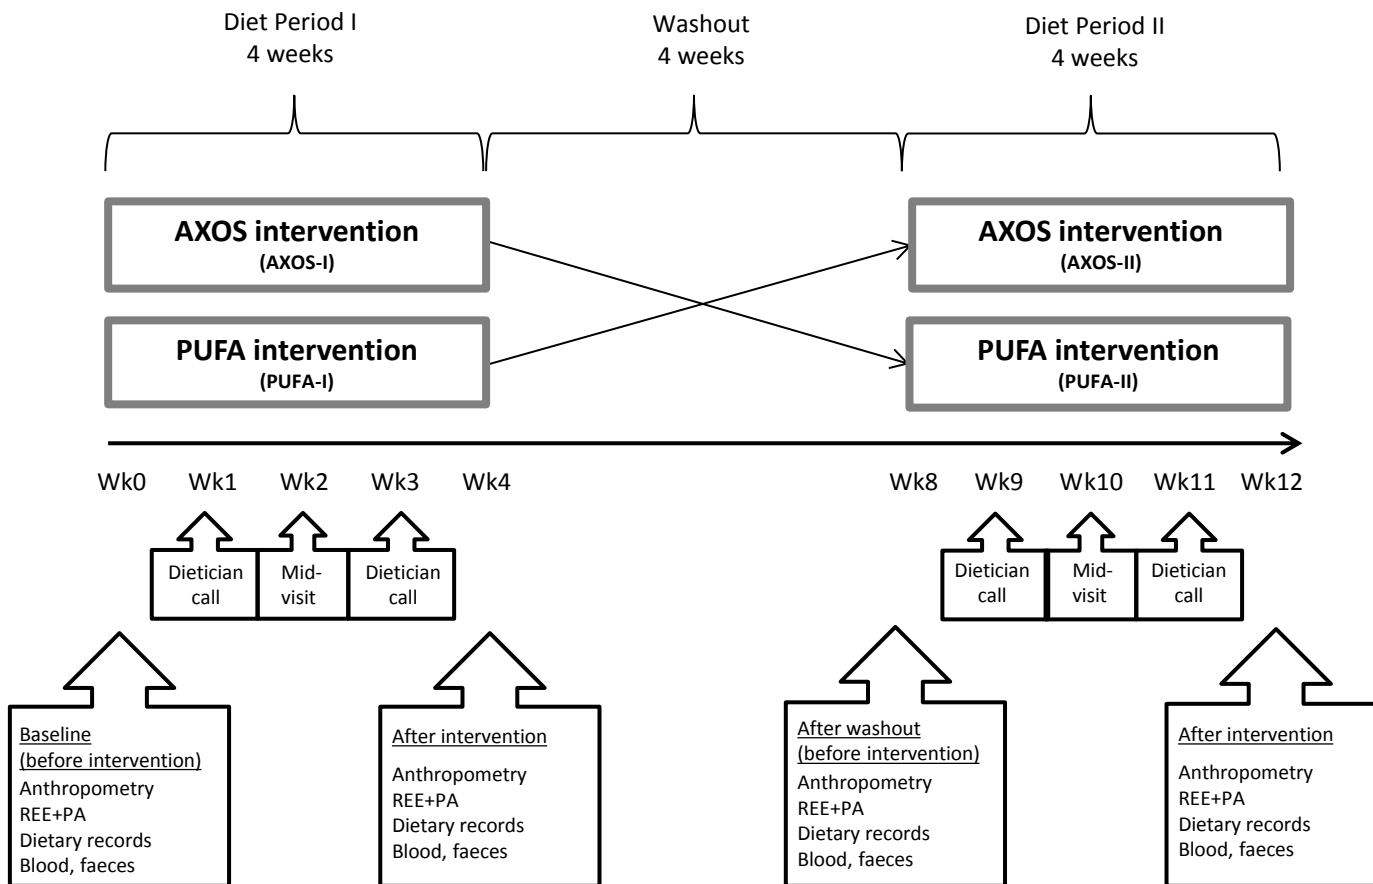 Diet Period I
4 weeks
Washout
4 weeks
Diet Period II
4 weeks
AXOS intervention
(AXOS-I)
AXOS intervention
(AXOS-II)
PUFA intervention
(PUFA-I)
PUFA intervention
(PUFA-II)
Wk0 Wk1 Wk2 Wk3 Wk4 Wk8 Wk9 Wk10 Wk11 Wk12
Dietician
call
Mid-
visit
Dietician
call
Dietician
call
Mid-
visit
Dietician
call
Baseline
(before intervention)
Anthropometry
REE+PA
Dietary records
Blood, faeces
After intervention
Anthropometry
REE+PA
Dietary records
Blood, faeces
After washout
(before intervention)
Anthropometry
REE+PA
Dietary records
Blood, faeces
After intervention
Anthropometry
REE+PA
Dietary records
Blood, faeces